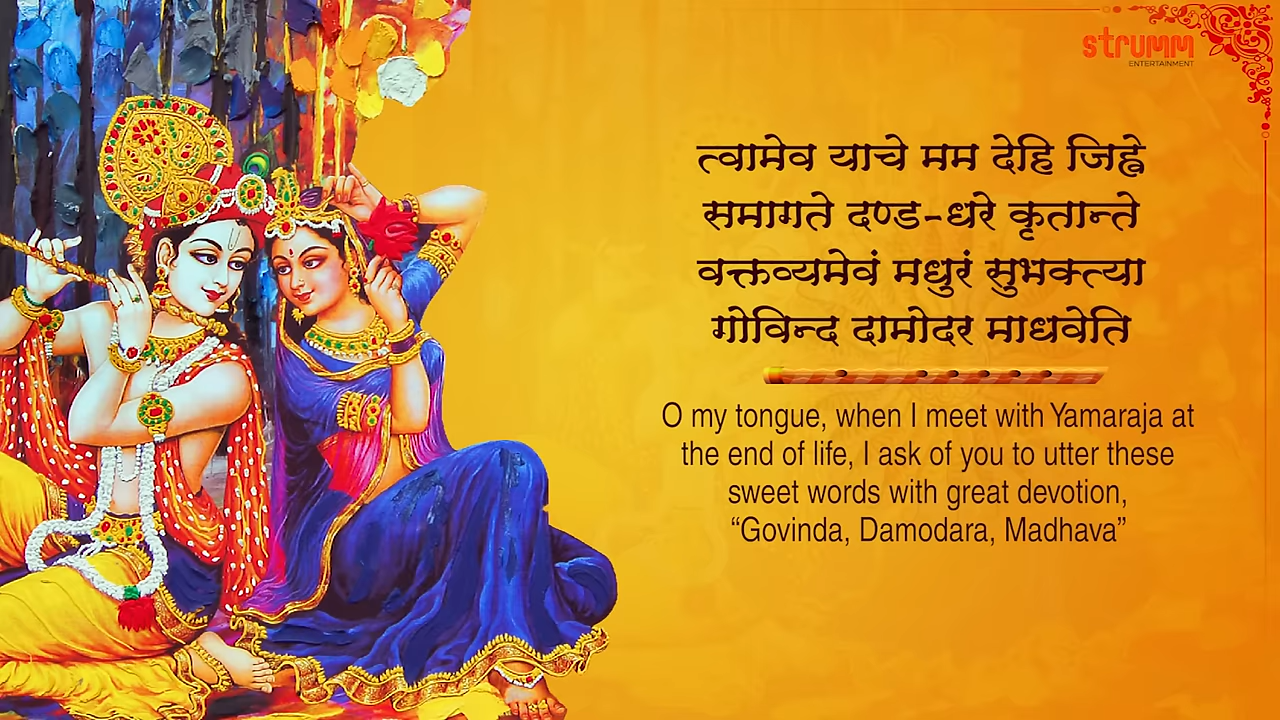 strumm
ENTERTAINMENT
त्वामेव याचे मम देहि जिह्वे
समागते दण्ड-धरे कृतान्ते
वक्तव्यमेवं मधुरं सुभक्त्या
गोविन्द दामोदर माधवेति
O my tongue, when I meet with Yamaraja at
the end of life, I ask of you to utter these
sweet words with great devotion,
“Govinda, Damodara, Madhava”